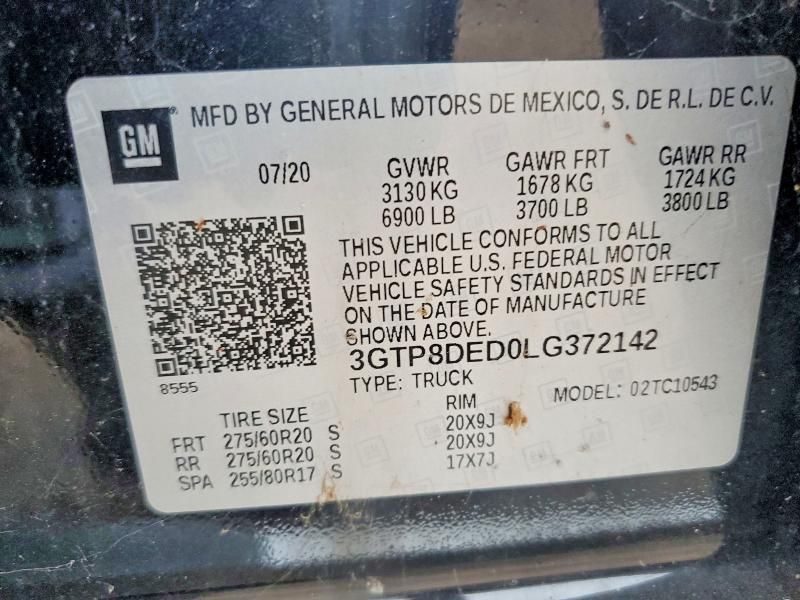 GM
MFD BY GENERAL MOTORS DE MEXICO, S. DE R.L. DE C.V.
07/20 GVWR GAWR FRT GAWR RR
3130 KG 1678 KG 1724 KG
6900 LB 3700 LB 3800 LB
THIS VEHICLE CONFORMS TO ALL
APPLICABLE U.S. FEDERAL MOTOR
VEHICLE SAFETY STANDARDS IN EFFECT
ON THE DATE OF MANUFACTURE
SHOWN ABOVE.
3GTP8DED0LG372142
8555
TYPE: TRUCK MODEL: 02TC10543
TIRE SIZE RIM
FRT 275/60R20 S 20X9J
RR 275/60R20 S 20X9J
SPA 255/80R17 S 17X7J